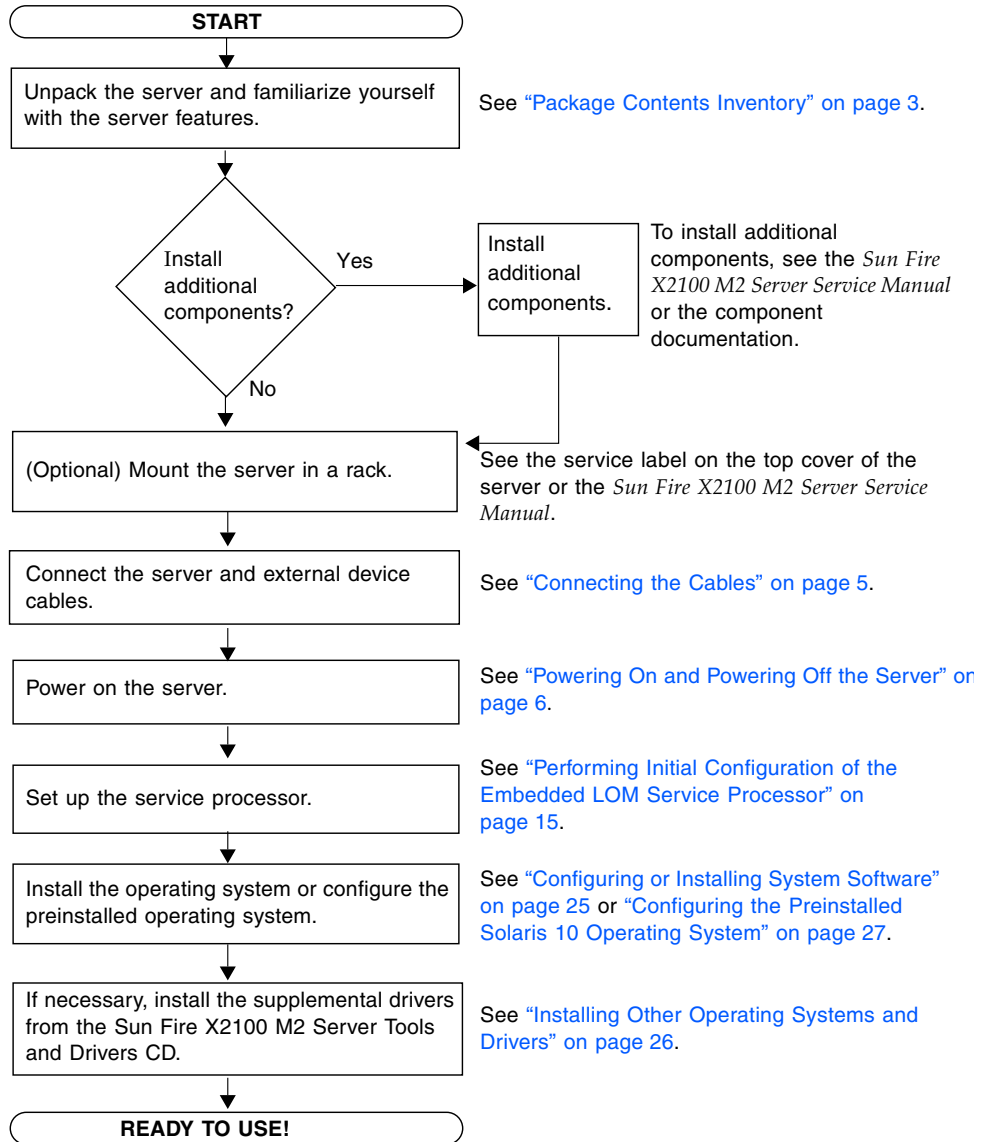 START
Unpack the server and familiarize yourself
with the server features.
See "Package Contents Inventory" on page 3.
Install
additional
components?
Yes
No
Install
additional
components.
To install additional
components, see the Sun Fire
X2100 M2 Server Service Manual
or the component
documentation.
(Optional) Mount the server in a rack.
See the service label on the top cover of the
server or the Sun Fire X2100 M2 Server Service
Manual.
Connect the server and external device
cables.
See "Connecting the Cables" on page 5.
Power on the server.
See "Powering On and Powering Off the Server" on
page 6.
Set up the service processor.
See "Performing Initial Configuration of the
Embedded LOM Service Processor" on
page 15.
Install the operating system or configure the
preinstalled operating system.
See "Configuring or Installing System Software"
on page 25 or "Configuring the Preinstalled
Solaris 10 Operating System" on page 27.
If necessary, install the supplemental drivers
from the Sun Fire X2100 M2 Server Tools
and Drivers CD.
See "Installing Other Operating Systems and
Drivers" on page 26.
READY TO USE!